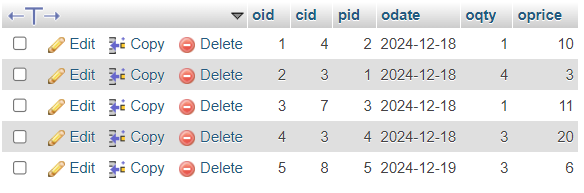 ←T→ oid cid pid odate oqty oprice
Edit Copy Delete 1 4 2 2024-12-18 1 10
Edit Copy Delete 2 3 1 2024-12-18 4 3
Edit Copy Delete 3 7 3 2024-12-18 1 11
Edit Copy Delete 4 3 4 2024-12-18 3 20
Edit Copy Delete 5 8 5 2024-12-19 3 6